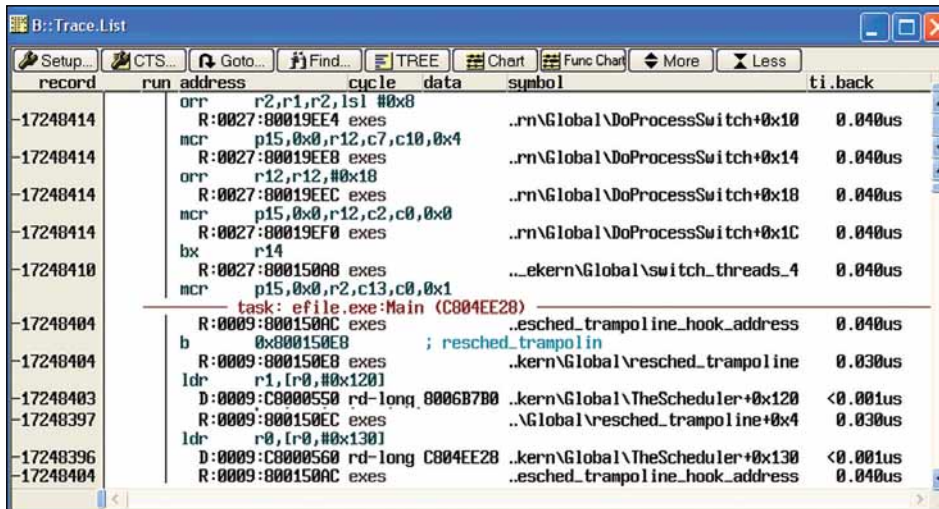 B::Trace.List
Setup... CTS... Goto... Find... TREE Chart Func Chart More Less
record run address cycle data symbol ti.back
orr r2,r1,r2,lsl #0x8
-17248414 R:0027:80019EE4 exes ..rn\Global\DoProcessSwitch+0x10 0.040us
mcr p15,0x0,r12,c7,c10,0x4
-17248414 R:0027:80019EE8 exes ..rn\Global\DoProcessSwitch+0x14 0.040us
orr r12,r12,#0x18
-17248414 R:0027:80019EEC exes ..rn\Global\DoProcessSwitch+0x18 0.040us
mcr p15,0x0,r12,c2,c0,0x0
-17248414 R:0027:80019EF0 exes ..rn\Global\DoProcessSwitch+0x1C 0.040us
bx r14
-17248410 R:0027:800150A8 exes .._ekern\Global\switch_threads_4 0.040us
mcr p15,0x0,r2,c13,c0,0x1
task: efile.exe:Main (C804EE28)
-17248404 R:0009:800150AC exes ..esched_trampoline_hook_address 0.040us
b 0x800150E8 ; resched_trampolin
-17248404 R:0009:800150E8 exes ..kern\Global\resched_trampoline 0.030us
ldr r1,[r0,#0x120]
-17248403 D:0009:C8000550 rd-long 8006B7B0 ..kern\Global\TheScheduler+0x120 <0.001us
-17248397 R:0009:800150EC exes ..\Global\resched_trampoline+0x4 0.030us
ldr r0,[r0,#0x130]
-17248396 D:0009:C8000560 rd-long C804EE28 ..kern\Global\TheScheduler+0x130 <0.001us
-17248404 R:0009:800150AC exes ..esched_trampoline_hook_address 0.040us